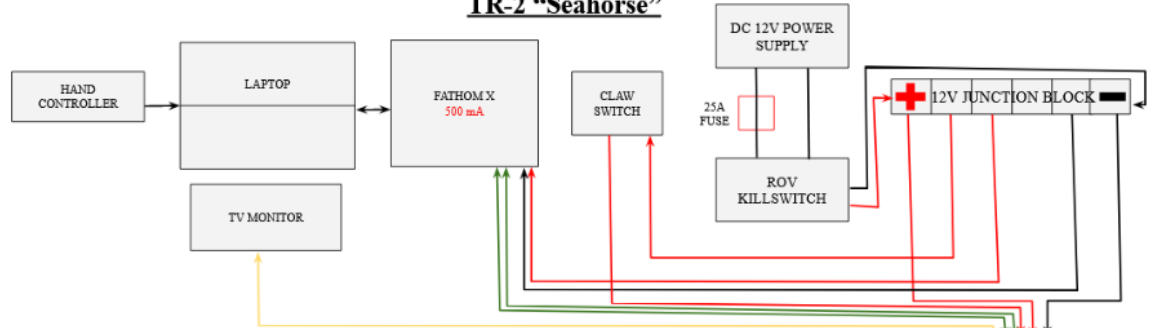 TR-2 “Seahorse”
DC 12V POWER
SUPPLY
HAND
CONTROLLER
LAPTOP
FATHOM X
500 mA
CLAW
SWITCH
25A
FUSE
12V JUNCTION BLOCK
ROV
KILLSWITCH
TV MONITOR